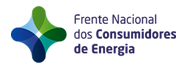 Frente Nacional
dos Consumidores
de Energia